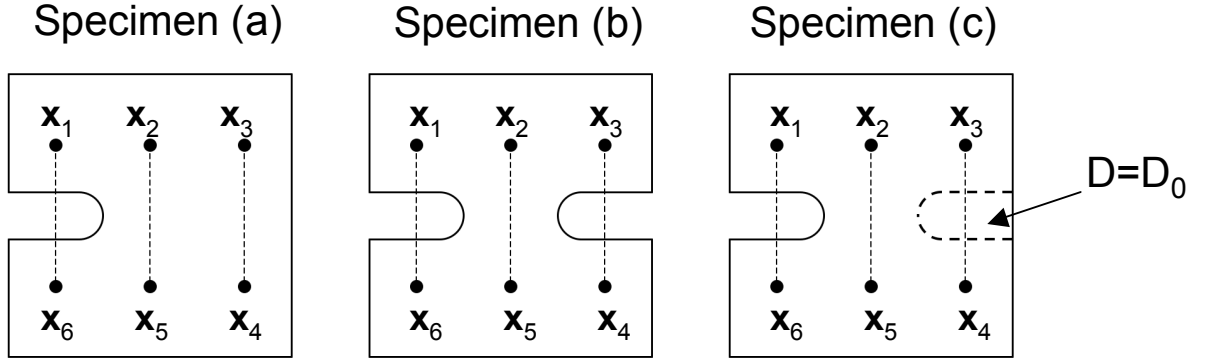 Specimen (a) Specimen (b) Specimen (c)
x₁ x₂ x₃ x₁ x₂ x₃ x₁ x₂ x₃
D=D₀
x₆ x₅ x₄ x₆ x₅ x₄ x₆ x₅ x₄